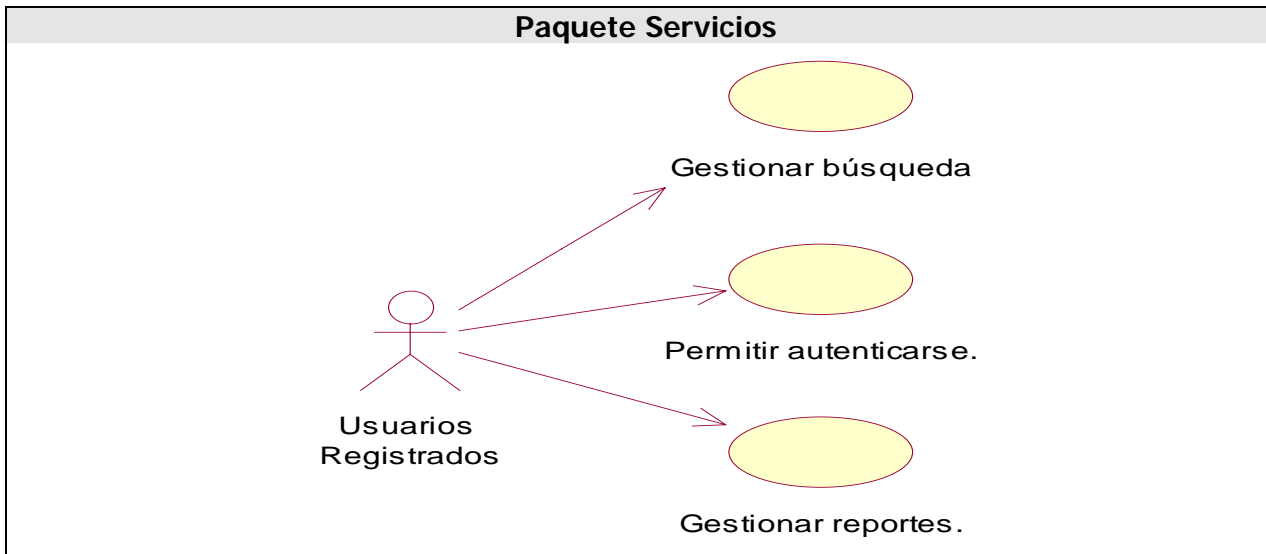 Paquete Servicios
Gestionar búsqueda
Permitir autenticarse.
Usuarios
Registrados
Gestionar reportes.